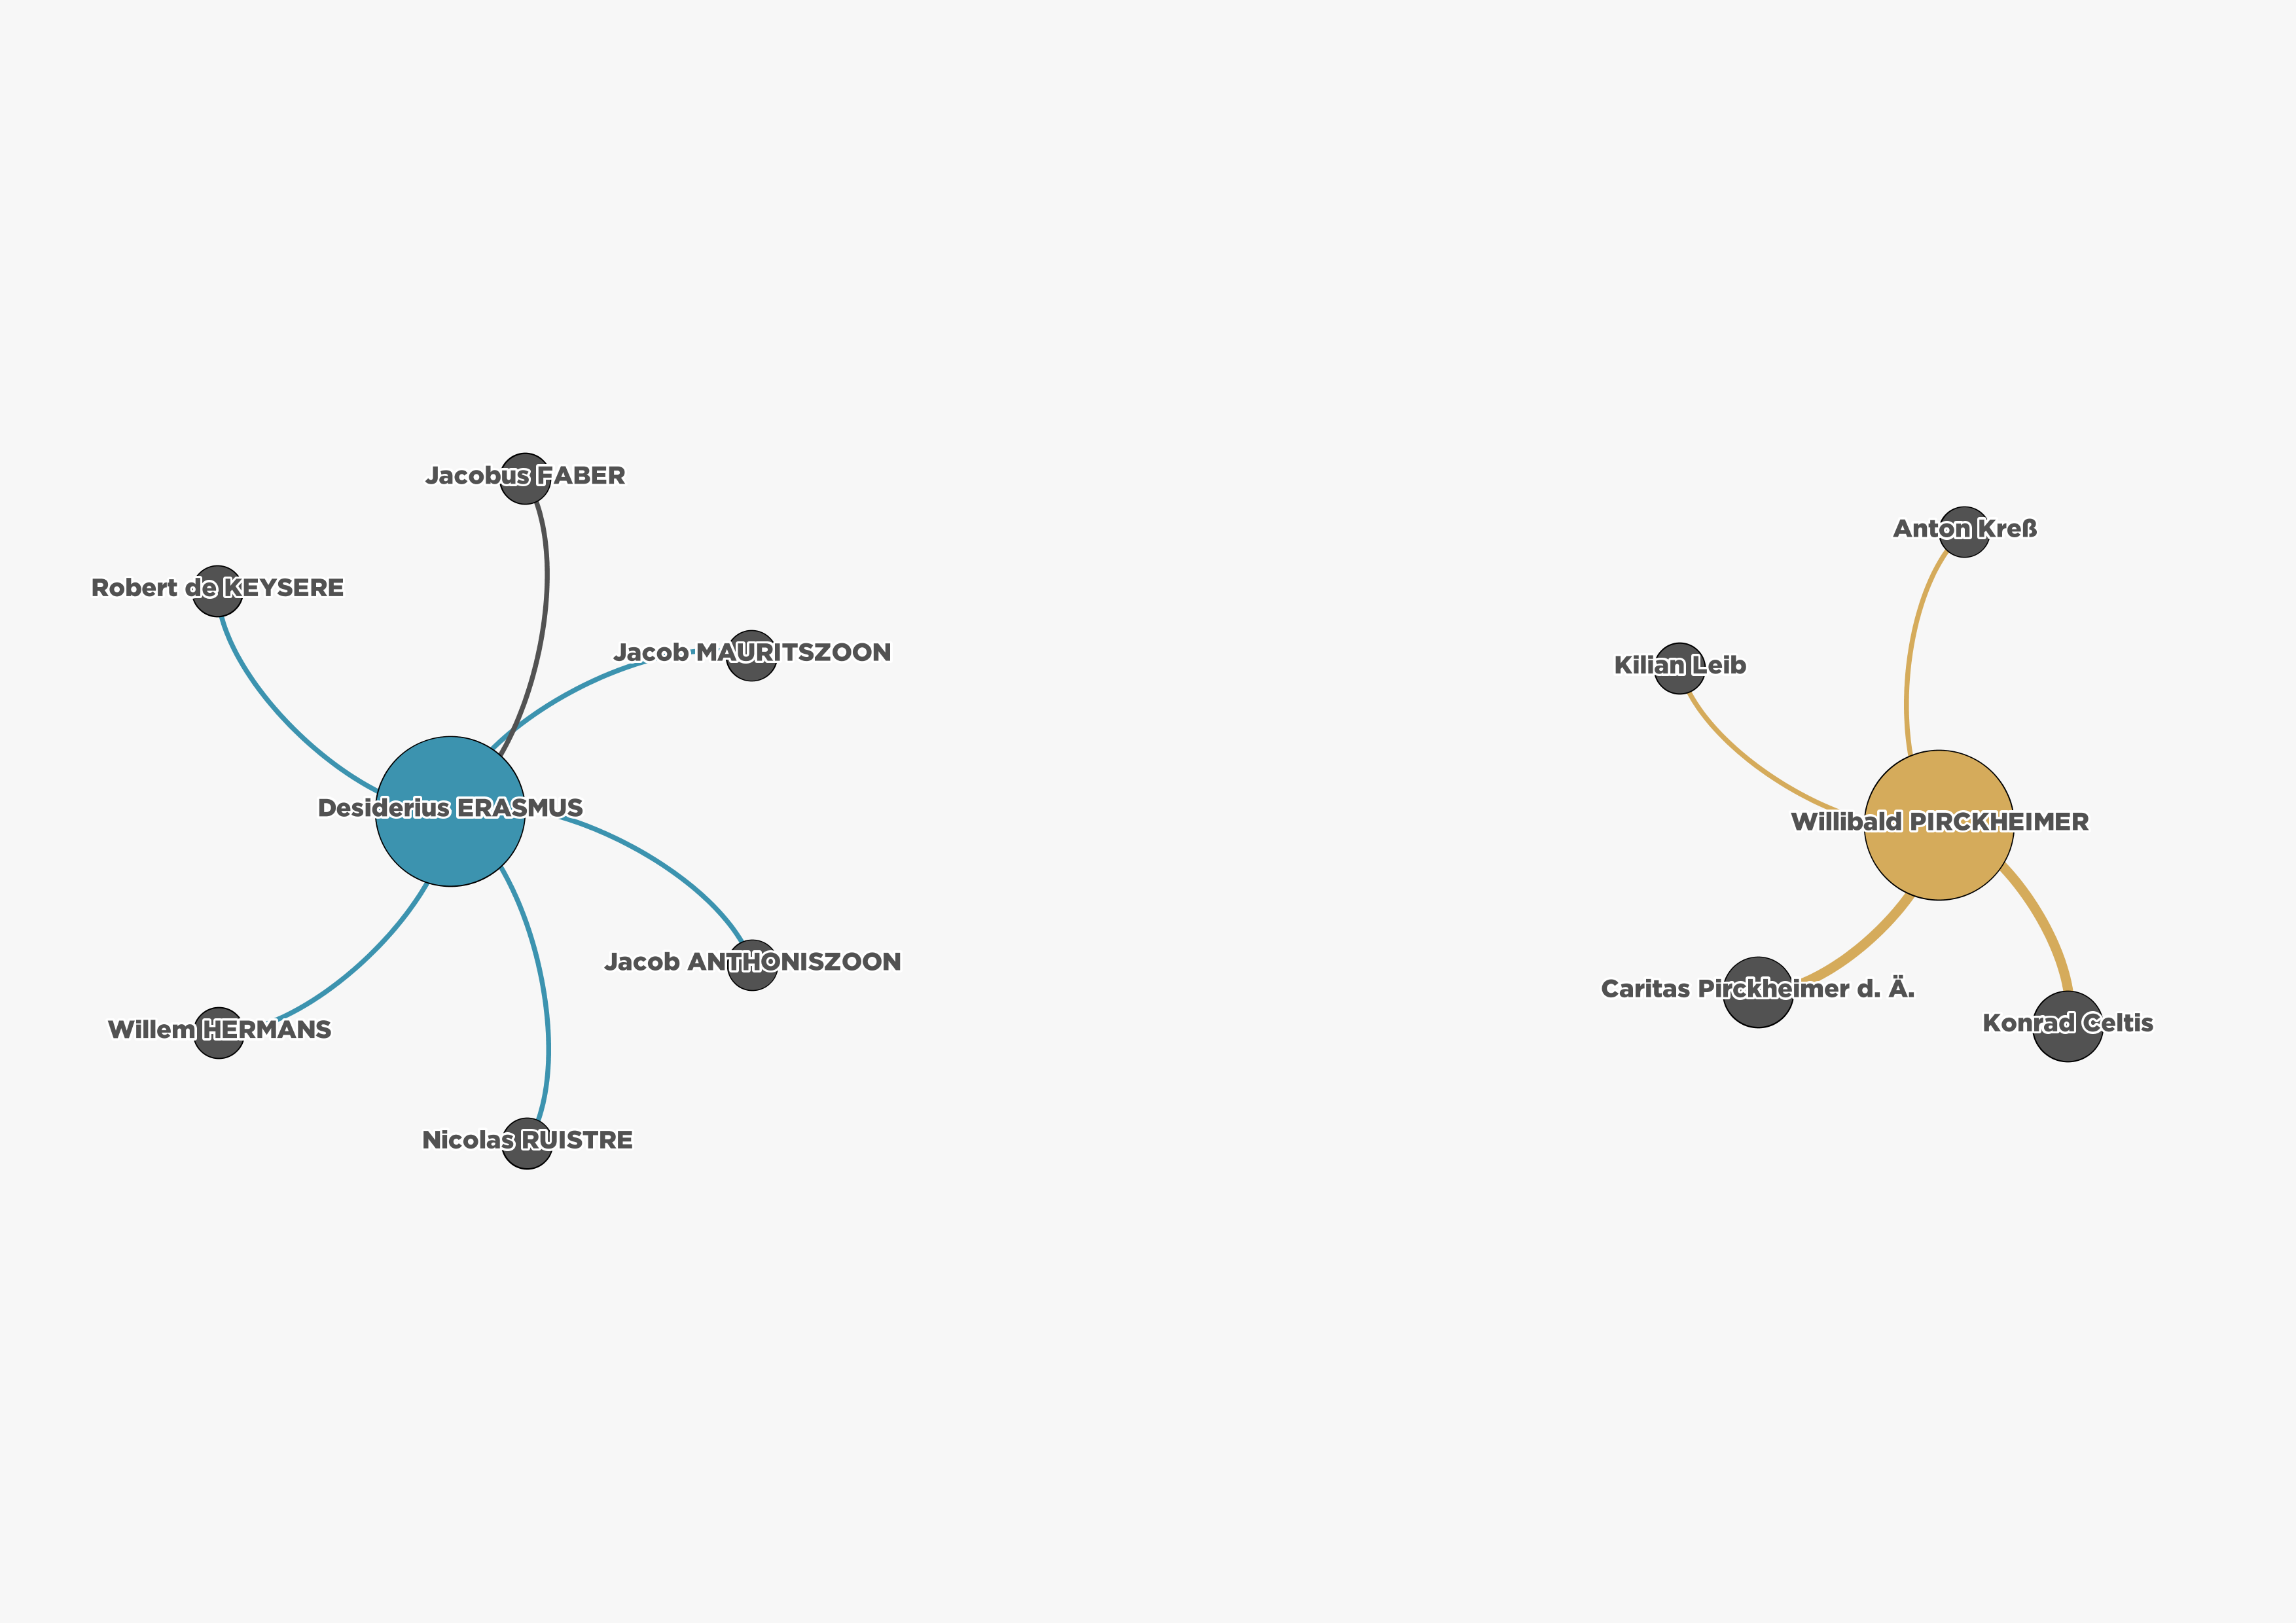 Jacobus FABER
Robert de KEYSERE
Jacob MAURITSZOON
Desiderius ERASMUS
Jacob ANTHONISZOON
Willem HERMANS
Nicolas RUISTRE
Anton Kreß
Kilian Leib
Willibald PIRCKHEIMER
Caritas Pirckheimer d. Ä.
Konrad Celtis